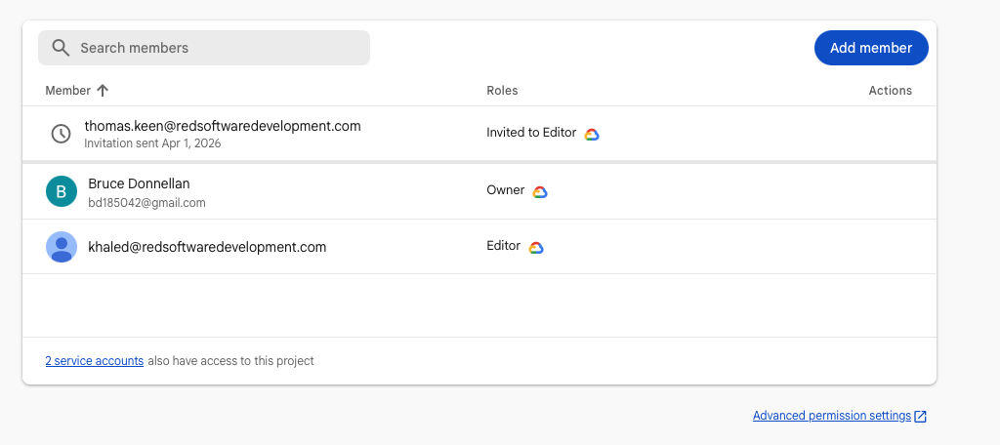 Search members
Add member
Member
Roles
Actions
thomas.keen@redsoftwaredevelopment.com
Invitation sent Apr 1, 2026
Invited to Editor
B
Bruce Donnellan
bd185042@gmail.com
Owner
khaled@redsoftwaredevelopment.com
Editor
2 service accounts also have access to this project
Advanced permission settings